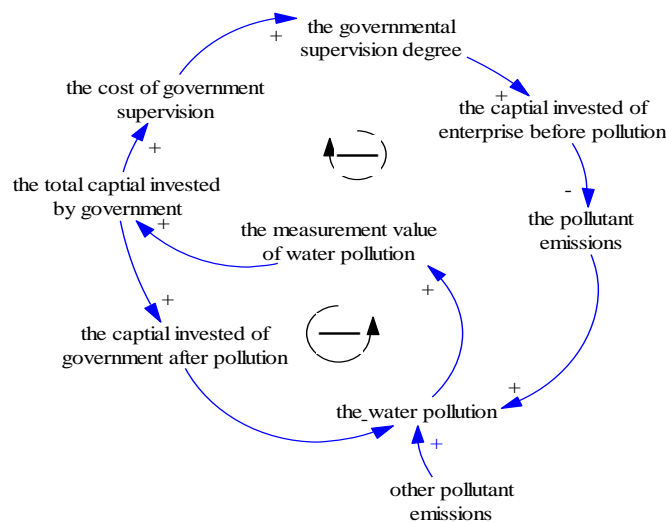 the governmental
supervision degree
+
the cost of government
supervision
+
the captial invested of
enterprise before pollution
+
the total captial invested
by government
-
the pollutant
emissions
+
the measurement value
of water pollution
+
+
the captial invested of
government after pollution
+
the water pollution
-
+
other pollutant
emissions
+